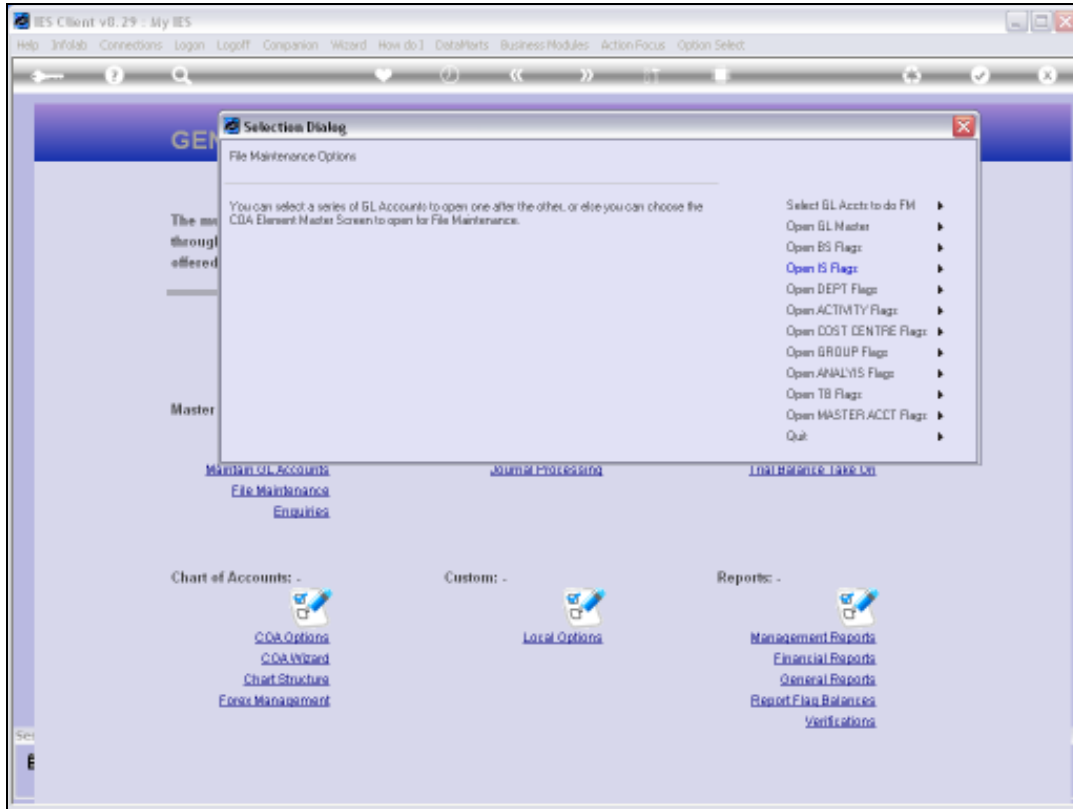 IES Client v8.29 : My IES
Help Infolab Connections Logon Logoff Companion Wizard How do I DataMarts Business Modules Action Focus Option Select
GEN
Selection Dialog
File Maintenance Options
You can select a series of GL Accounts to open one after the other, or else you can choose the
COA Element Master Screen to open for File Maintenance.
Select GL Accts to do FM
Open GL Master
Open BS Flags
Open IS Flags
Open DEPT Flags
Open ACTIVITY Flags
Open COST CENTRE Flags
Open GROUP Flags
Open ANALYIS Flags
Open TB Flags
Open MASTER ACCT Flags
Quit
The
through
offered
Master
Maintain GL Accounts
Journal Processing
Trial Balance Take On
File Maintenance
Enquiries
Chart of Accounts: -
Custom: -
Reports: -
COA Options
Local Options
Management Reports
COA Wizard
Financial Reports
Chart Structure
General Reports
Forex Management
Report Flag Balances
Verifications